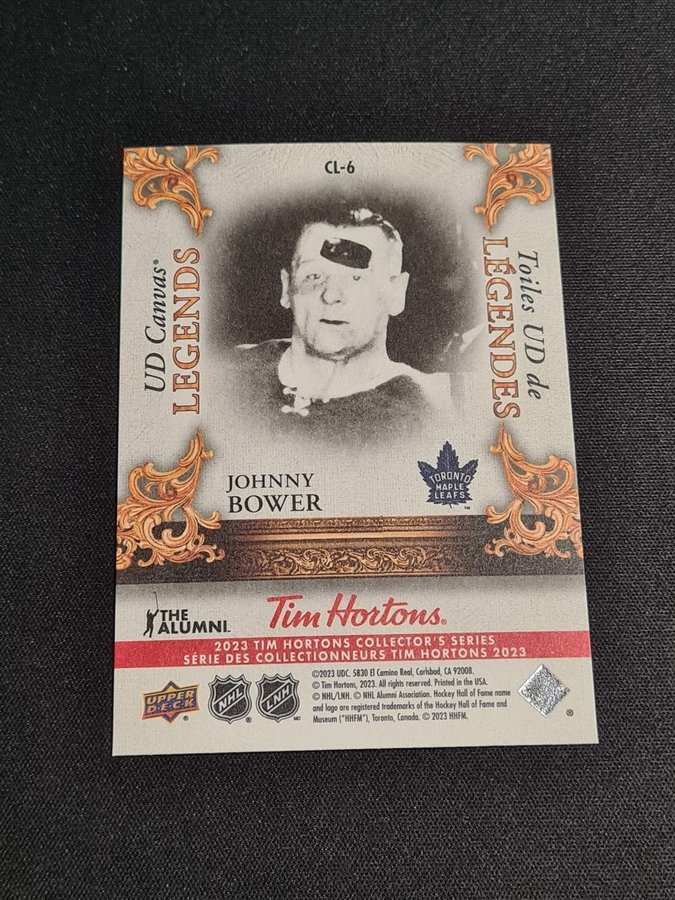 CL-6
UD Canvas®
LEGENDS
Toiles UD de
LÉGENDES
JOHNNY
BOWER
TORONTO
MAPLE
LEAFS
™
THE
ALUMNI™
Tim Hortons®
2023 TIM HORTONS COLLECTOR'S SERIES
SÉRIE DES COLLECTIONNEURS TIM HORTONS 2023
©2023 UDC. 5830 El Camino Real, Carlsbad, CA 92008.
© Tim Hortons, 2023. All rights reserved. Printed in the USA.
© NHL/LNH. © NHL Alumni Association. Hockey Hall of Fame name
and logo are registered trademarks of the Hockey Hall of Fame and
Museum ("HHFM"), Toronto, Canada. © 2023 HHFM.
UPPER
D·E·C·K
®
NHL
®
LNH
MD
®